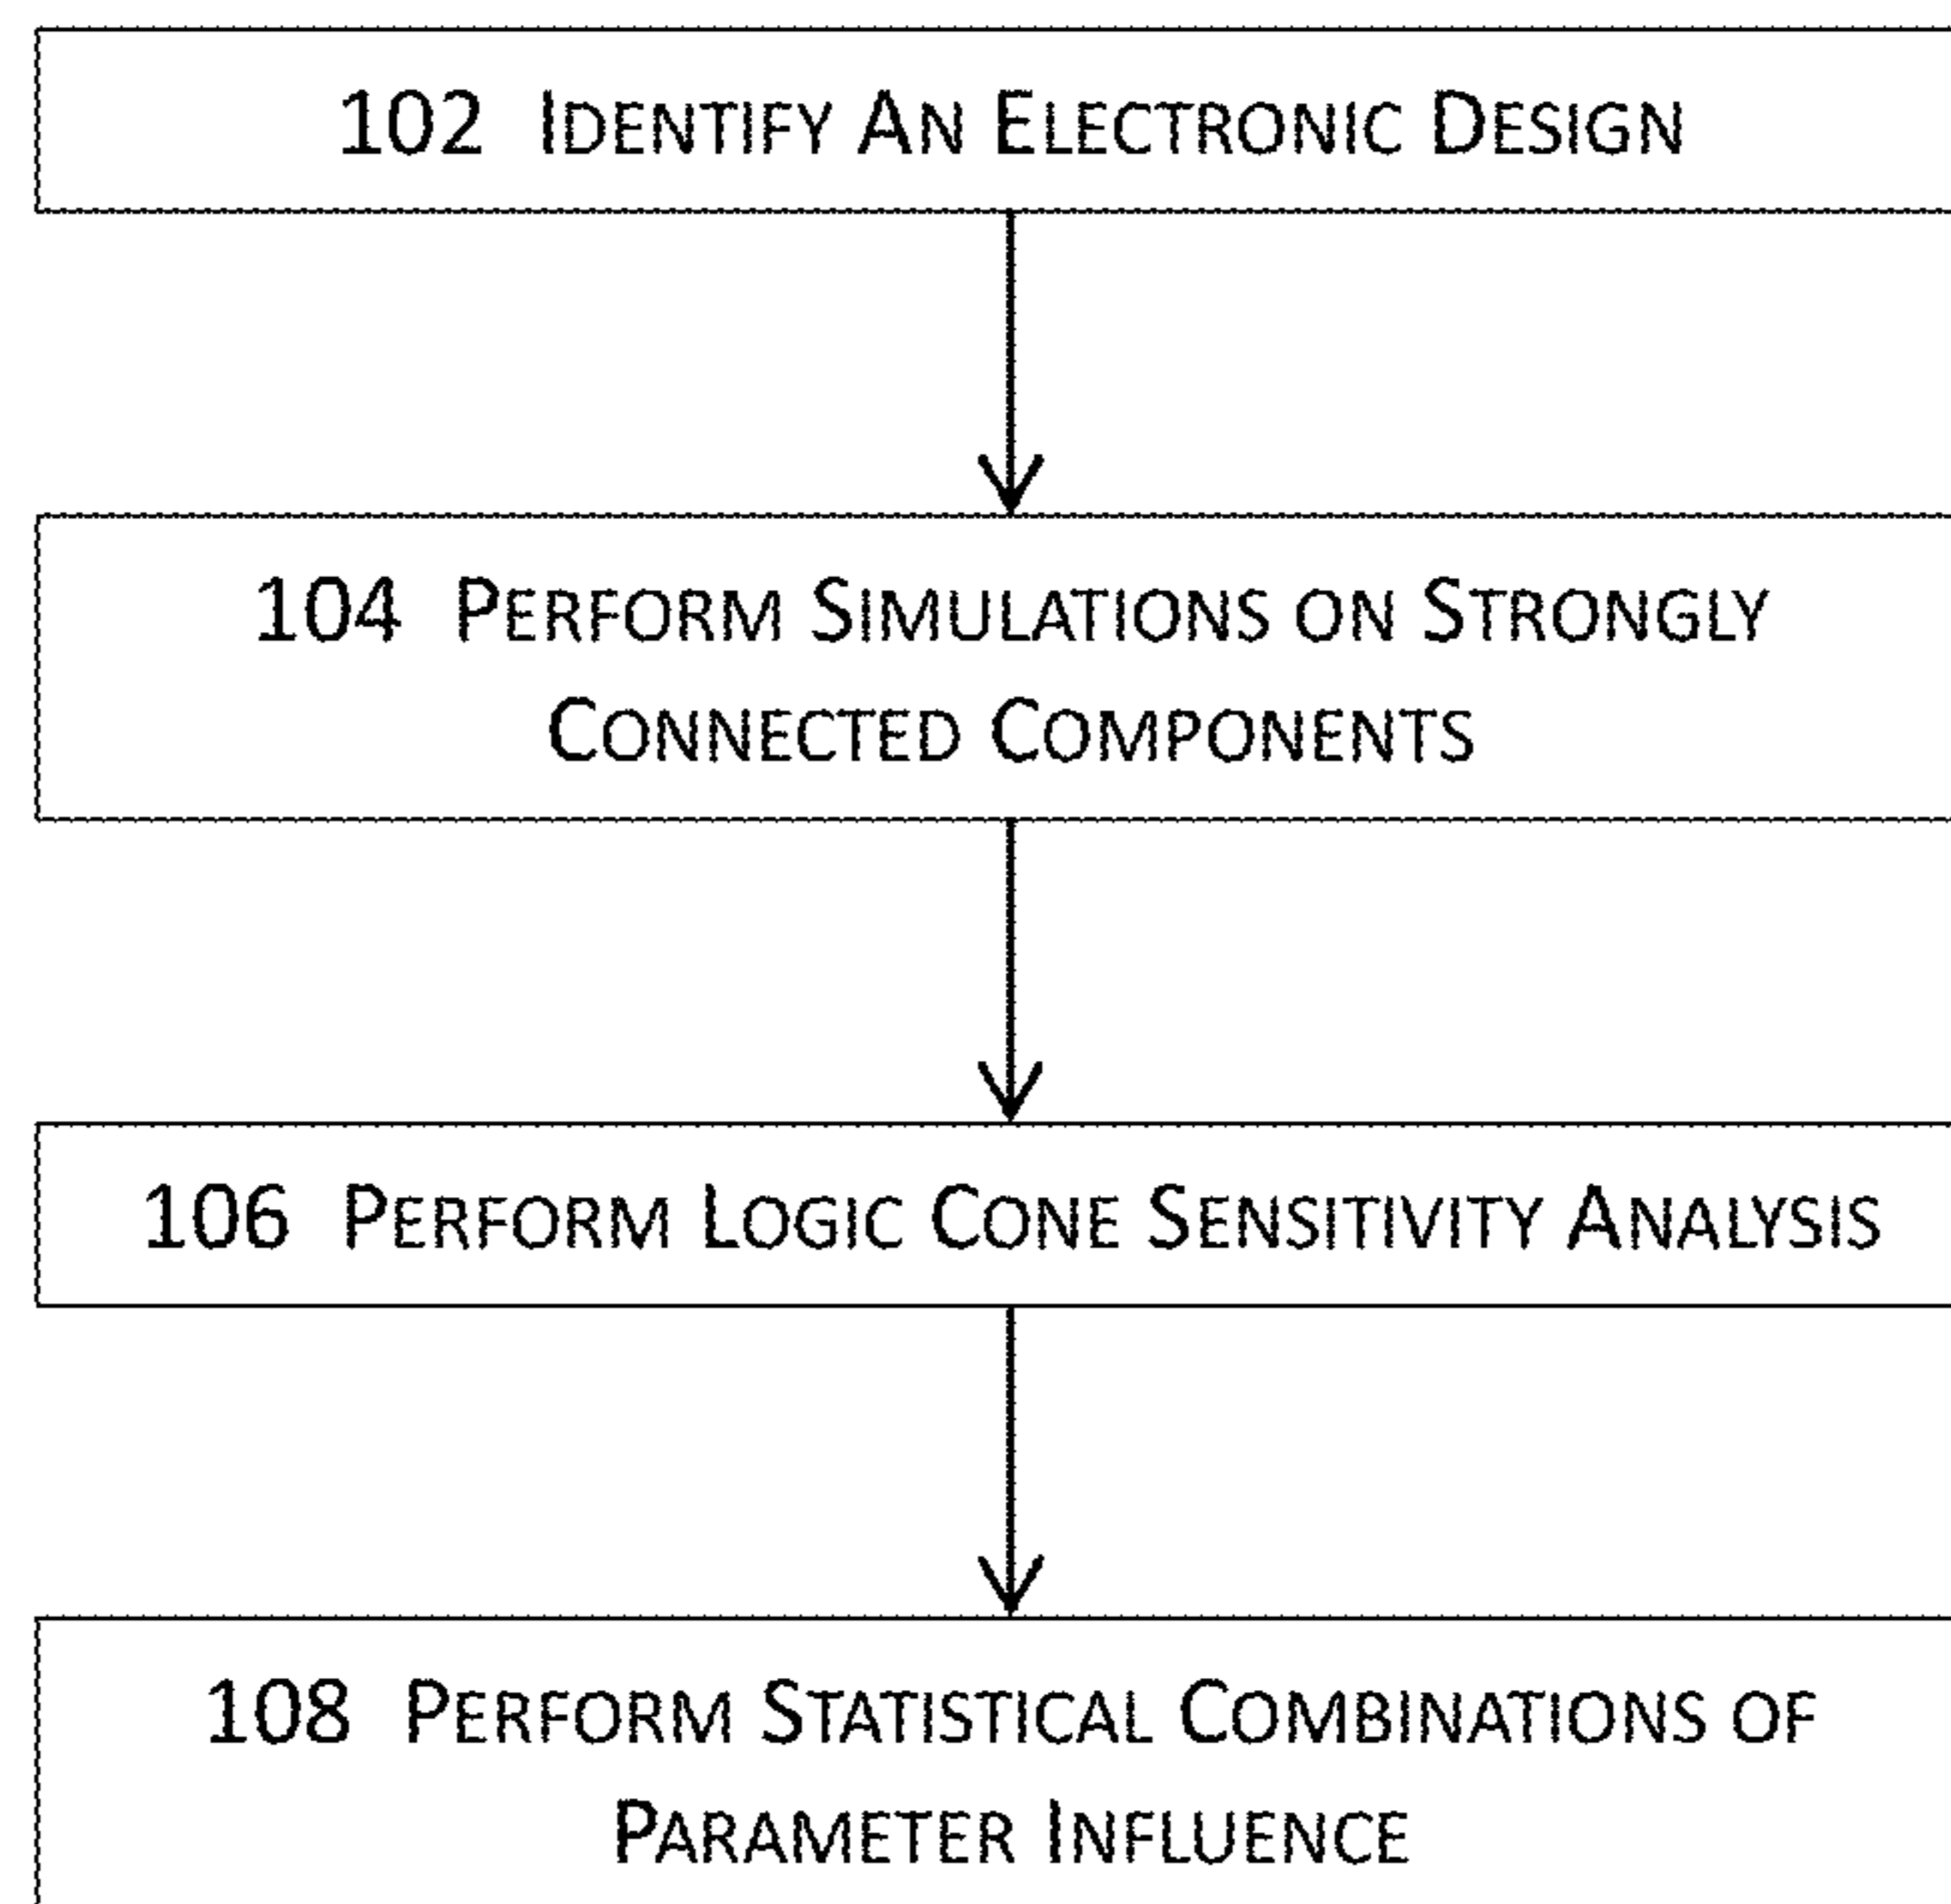 102 Identify An Electronic Design
104 Perform Simulations on Strongly
Connected Components
106 Perform Logic Cone Sensitivity Analysis
108 Perform Statistical Combinations of
Parameter Influence